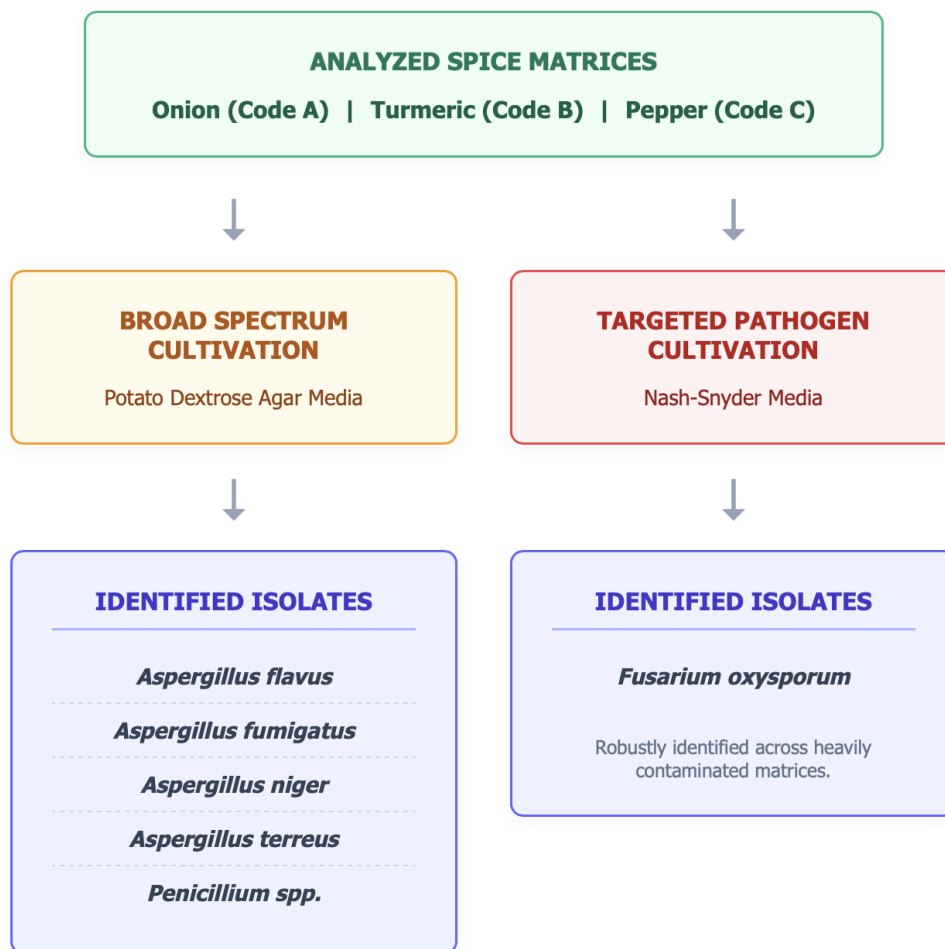 ANALYZED SPICE MATRICES
Onion (Code A) | Turmeric (Code B) | Pepper (Code C)
BROAD SPECTRUM
CULTIVATION
Potato Dextrose Agar Media
TARGETED PATHOGEN
CULTIVATION
Nash-Snyder Media
IDENTIFIED ISOLATES
Aspergillus flavus
Aspergillus fumigatus
Aspergillus niger
Aspergillus terreus
Penicillium spp.
IDENTIFIED ISOLATES
Fusarium oxysporum
Robustly identified across heavily
contaminated matrices.